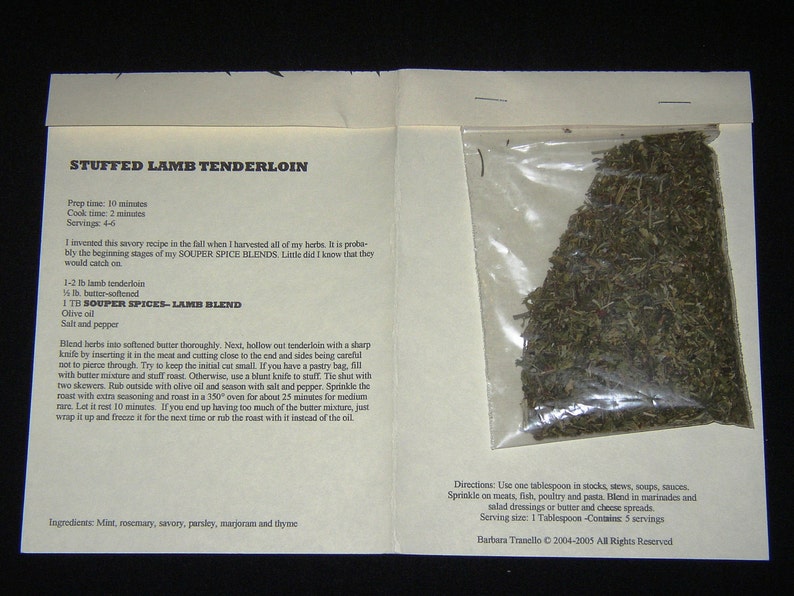 STUFFED LAMB TENDERLOIN
Prep time: 10 minutes
Cook time: 2 minutes
Servings: 4-6
I invented this savory recipe in the fall when I harvested all of my herbs. It is proba-
bly the beginning stages of my SOUPER SPICE BLENDS. Little did I know that they
would catch on.
1-2 lb lamb tenderloin
½ lb. butter-softened
1 TB SOUPER SPICES– LAMB BLEND
Olive oil
Salt and pepper
Blend herbs into softened butter thoroughly. Next, hollow out tenderloin with a sharp
knife by inserting it in the meat and cutting close to the end and sides being careful
not to pierce through. Try to keep the initial cut small. If you have a pastry bag, fill
with butter mixture and stuff roast. Otherwise, use a blunt knife to stuff. Tie shut with
two skewers. Rub outside with olive oil and season with salt and pepper. Sprinkle the
roast with extra seasoning and roast in a 350° oven for about 25 minutes for medium
rare. Let it rest 10 minutes. If you end up having too much of the butter mixture, just
wrap it up and freeze it for the next time or rub the roast with it instead of the oil.
Ingredients: Mint, rosemary, savory, parsley, marjoram and thyme
Directions: Use one tablespoon in stocks, stews, soups, sauces.
Sprinkle on meats, fish, poultry and pasta. Blend in marinades and
salad dressings or butter and cheese spreads.
Serving size: 1 Tablespoon -Contains: 5 servings
Barbara Tranello © 2004-2005 All Rights Reserved